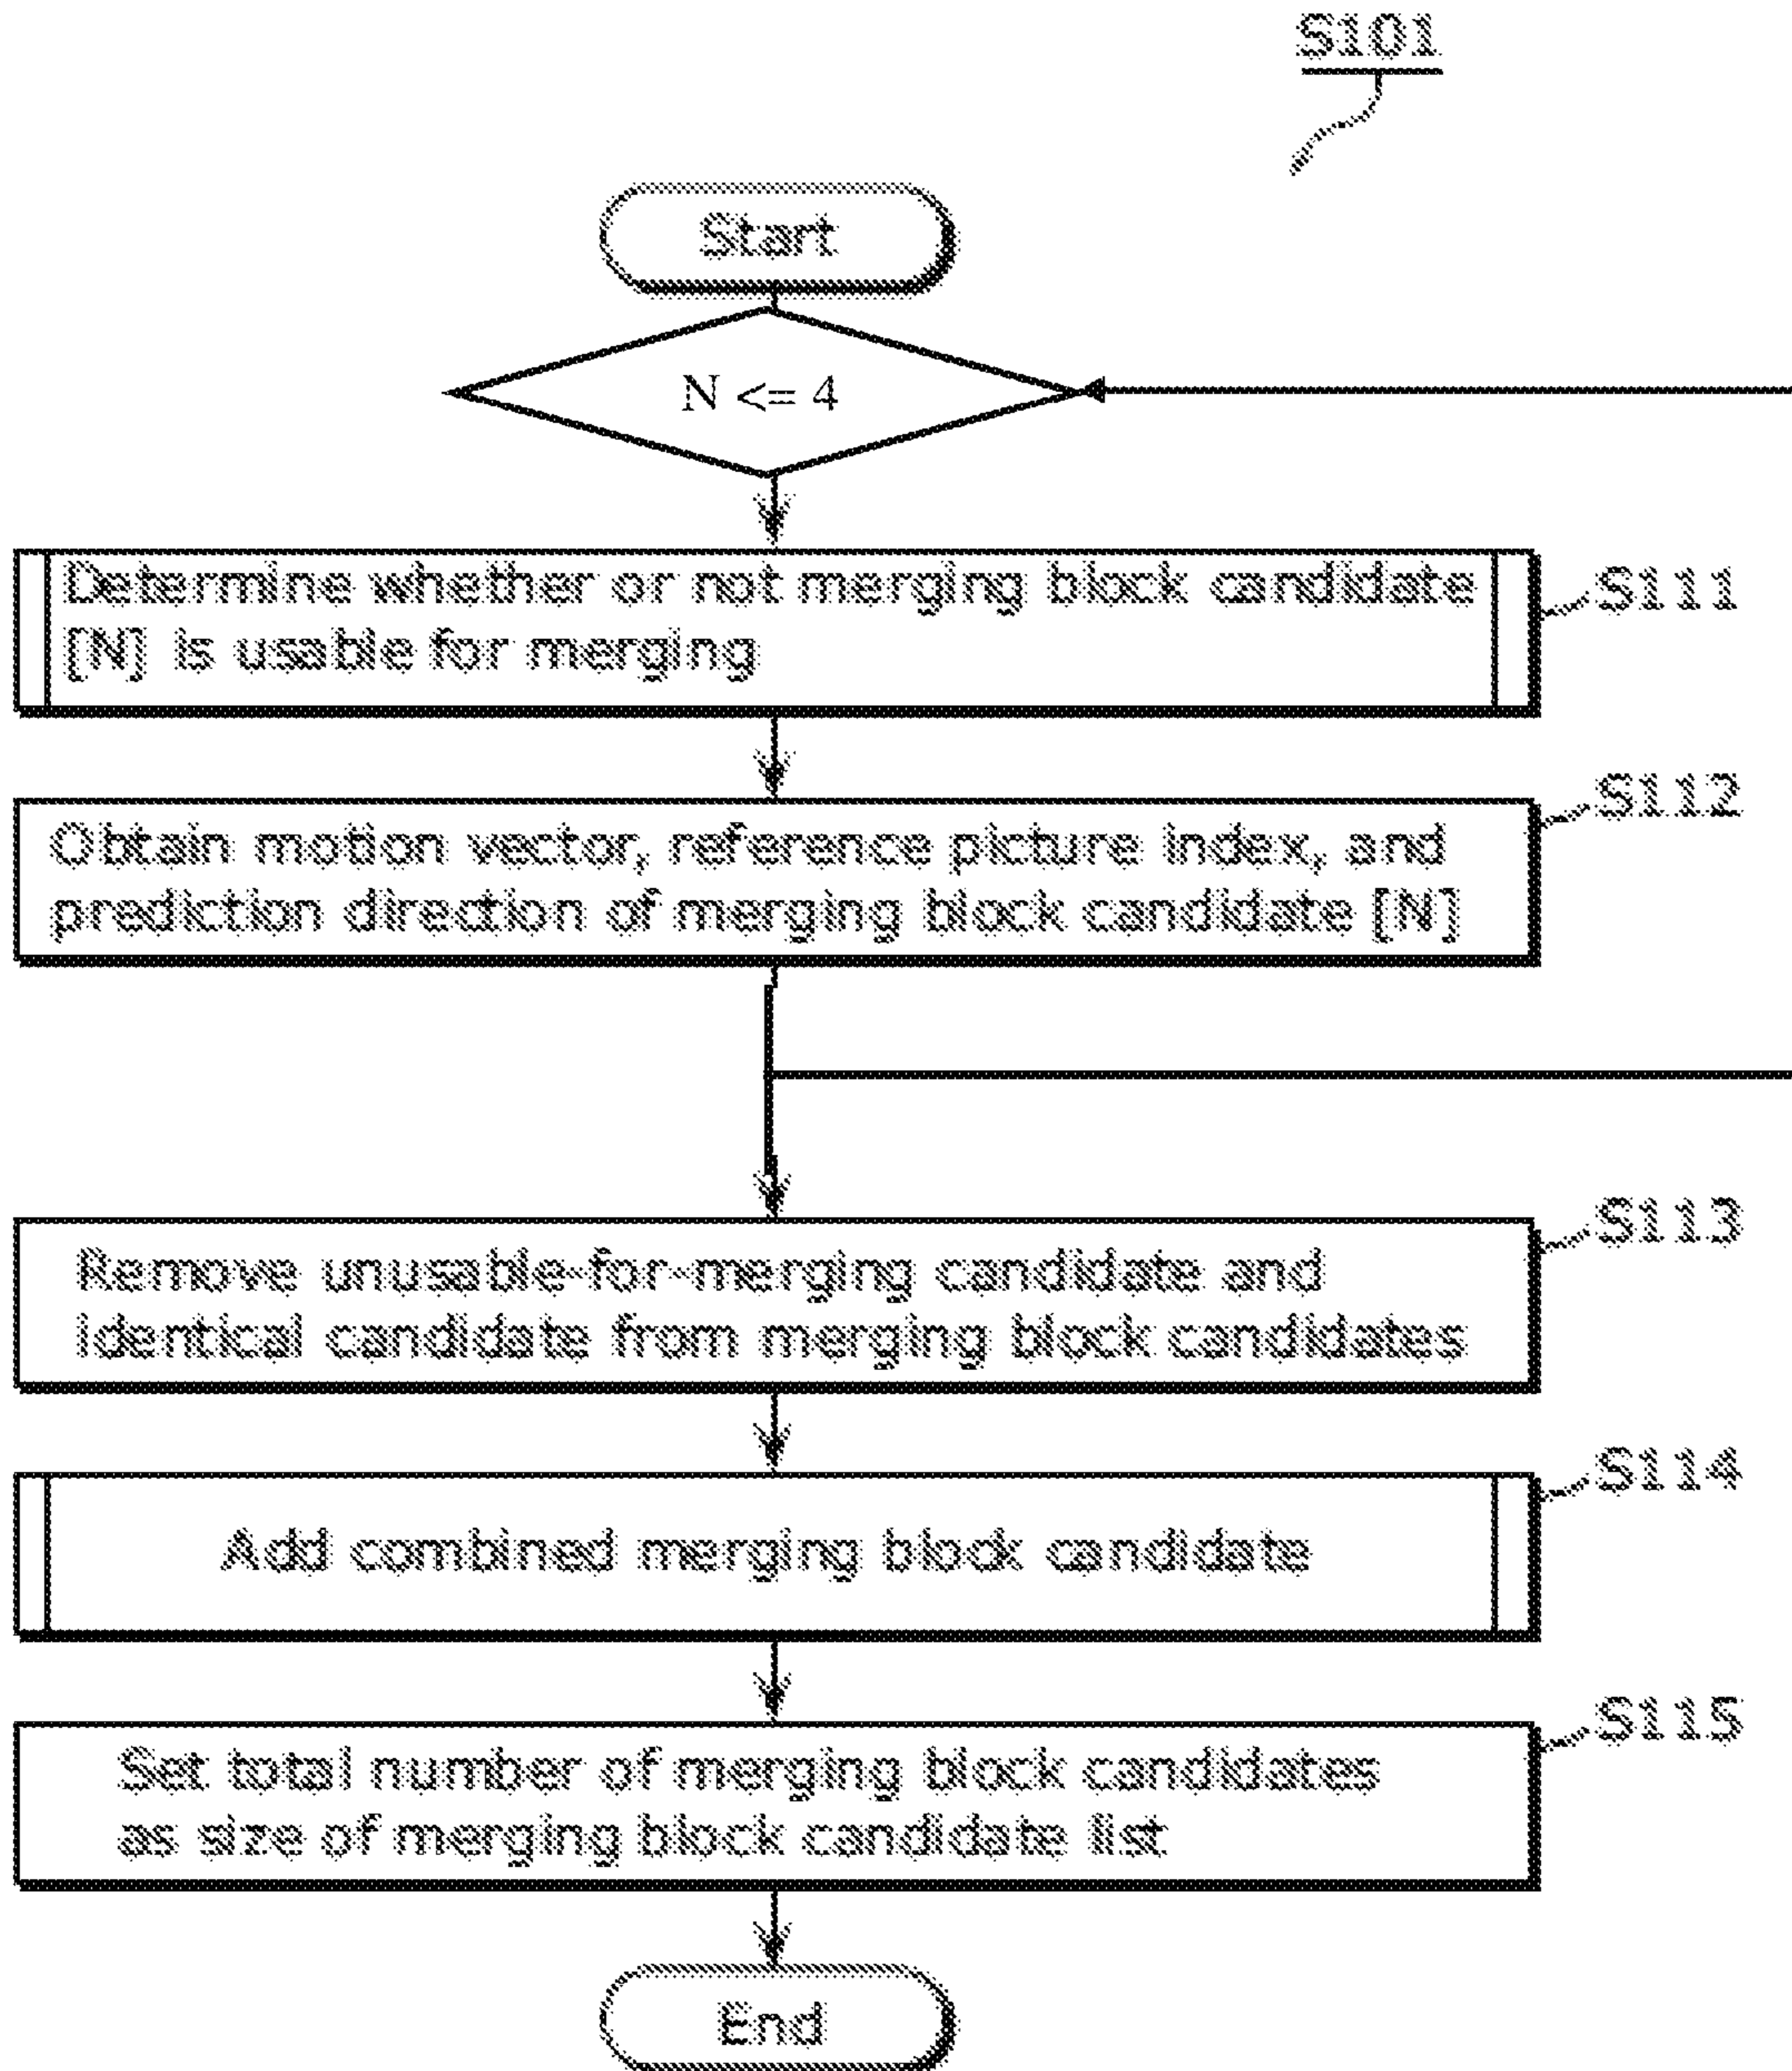 S101
Start
N <= 4
Determine whether or not merging block candidate
[N] is usable for merging
S111
S112
Obtain motion vector, reference picture index, and
prediction direction of merging block candidate [N]
S113
Remove unusable-for-merging candidate and
identical candidate from merging block candidates
S114
Add combined merging block candidate
S115
Set total number of merging block candidates
as size of merging block candidate list
End